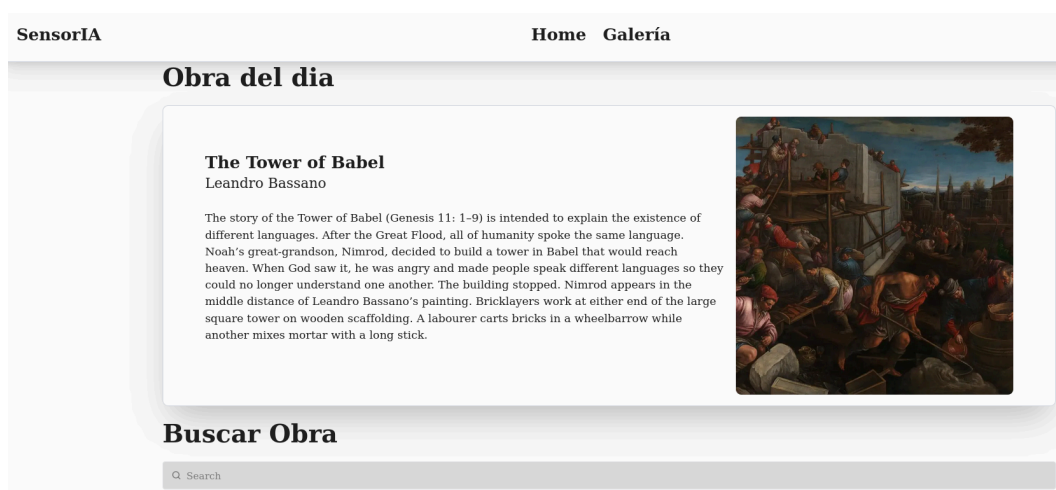 SensorIA
Home Galería
Obra del dia
The Tower of Babel
Leandro Bassano
The story of the Tower of Babel (Genesis 11: 1–9) is intended to explain the existence of
different languages. After the Great Flood, all of humanity spoke the same language.
Noah’s great-grandson, Nimrod, decided to build a tower in Babel that would reach
heaven. When God saw it, he was angry and made people speak different languages so they
could no longer understand one another. The building stopped. Nimrod appears in the
middle distance of Leandro Bassano’s painting. Bricklayers work at either end of the large
square tower on wooden scaffolding. A labourer carts bricks in a wheelbarrow while
another mixes mortar with a long stick.
Buscar Obra
Search